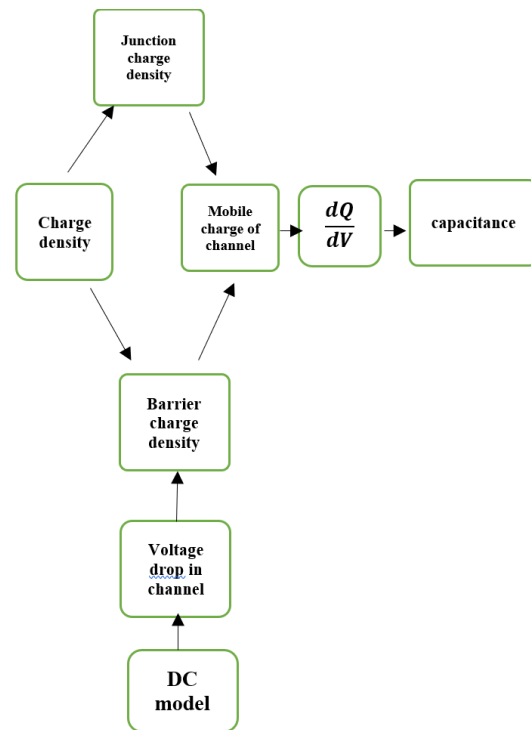 Junction
charge
density
Charge
density
Mobile
charge of
channel
dQ
dV
capacitance
Barrier
charge
density
Voltage
drop in
channel
DC
model